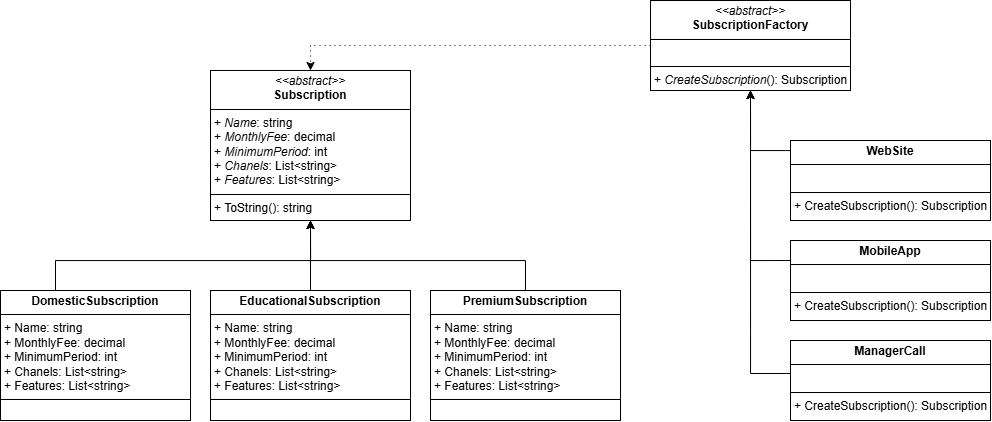 <<abstract>>
SubscriptionFactory
+ CreateSubscription(): Subscription
<<abstract>>
Subscription
+ Name: string
+ MonthlyFee: decimal
+ MinimumPeriod: int
+ Chanels: List<string>
+ Features: List<string>
+ ToString(): string
WebSite
+ CreateSubscription(): Subscription
MobileApp
+ CreateSubscription(): Subscription
ManagerCall
+ CreateSubscription(): Subscription
DomesticSubscription
+ Name: string
+ MonthlyFee: decimal
+ MinimumPeriod: int
+ Chanels: List<string>
+ Features: List<string>
EducationalSubscription
+ Name: string
+ MonthlyFee: decimal
+ MinimumPeriod: int
+ Chanels: List<string>
+ Features: List<string>
PremiumSubscription
+ Name: string
+ MonthlyFee: decimal
+ MinimumPeriod: int
+ Chanels: List<string>
+ Features: List<string>